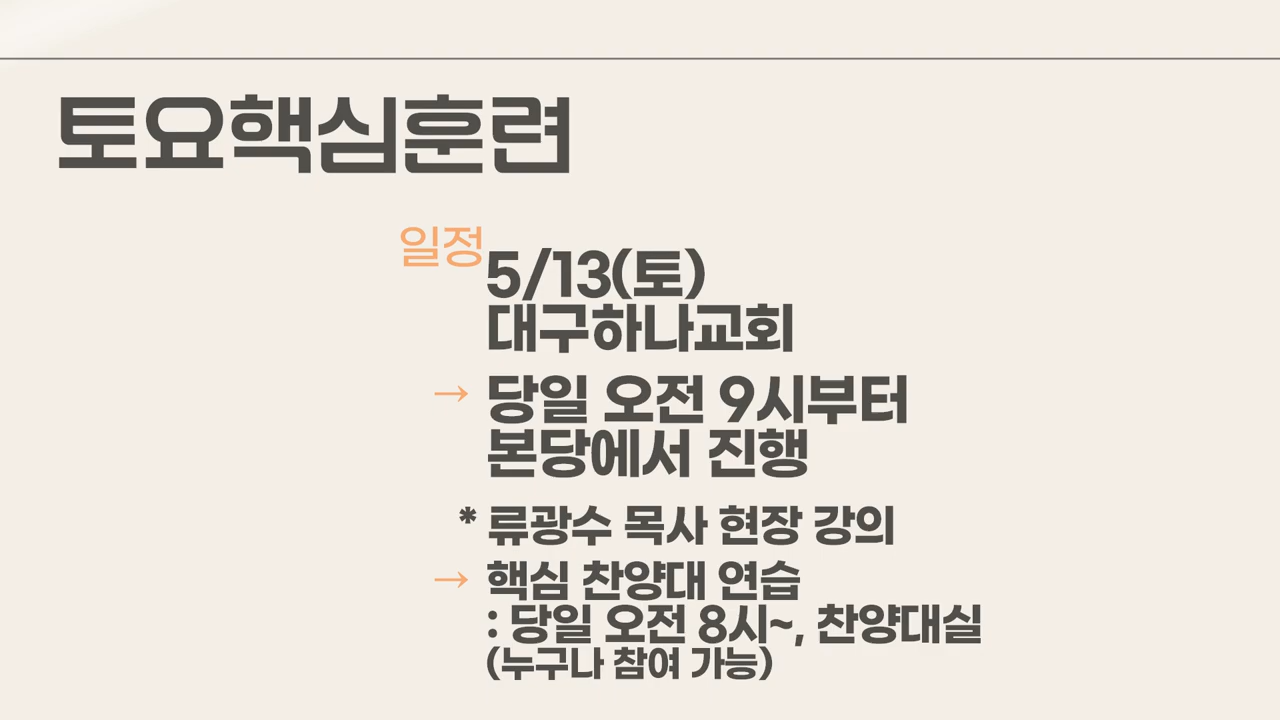 토요핵심훈련
일정
5/13(토)
대구하나교회
→ 당일 오전 9시부터
본당에서 진행
* 류광수 목사 현장 강의
→ 핵심 찬양대 연습
: 당일 오전 8시~, 찬양대실
(누구나 참여 가능)